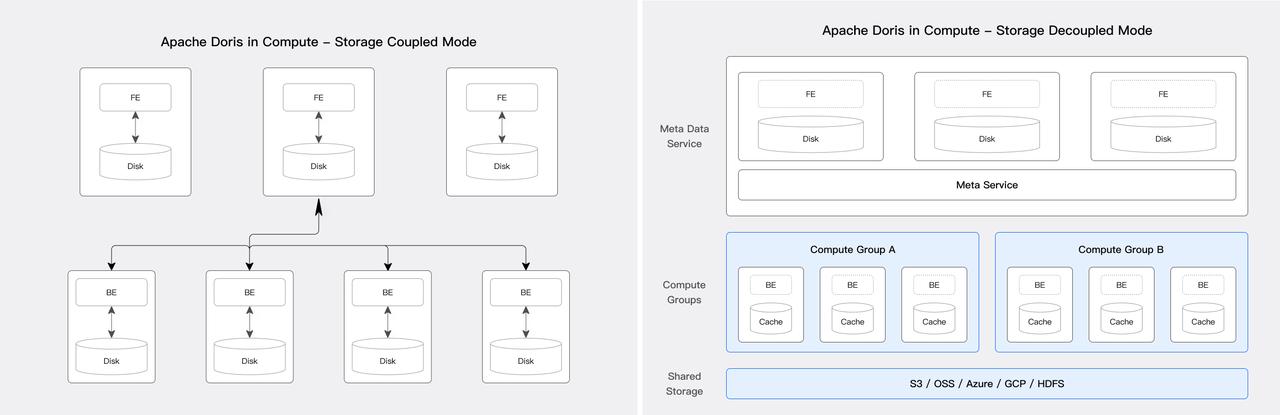 Apache Doris in Compute – Storage Coupled Mode
FE
FE
FE
Disk
Disk
Disk
BE
BE
BE
BE
Disk
Disk
Disk
Disk
Apache Doris in Compute – Storage Decoupled Mode
Meta Data
Service
FE
FE
FE
Disk
Disk
Disk
Meta Service
Compute
Groups
Compute Group A
BE
BE
BE
Cache
Cache
Cache
Compute Group B
BE
BE
BE
Cache
Cache
Cache
Shared
Storage
S3 / OSS / Azure / GCP / HDFS